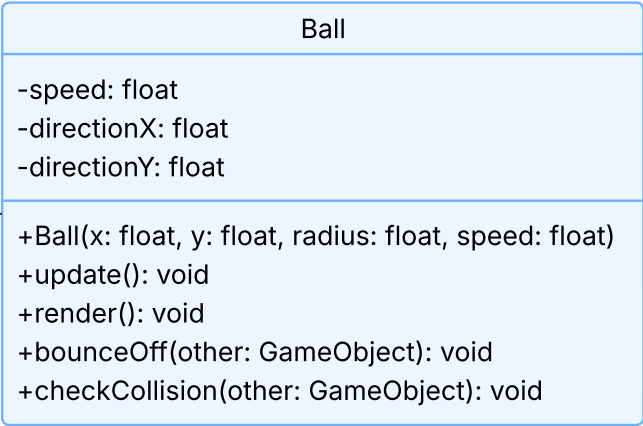 Ball
-speed: float
-directionX: float
-directionY: float
+Ball(x: float, y: float, radius: float, speed: float)
+update(): void
+render(): void
+bounceOff(other: GameObject): void
+checkCollision(other: GameObject): void